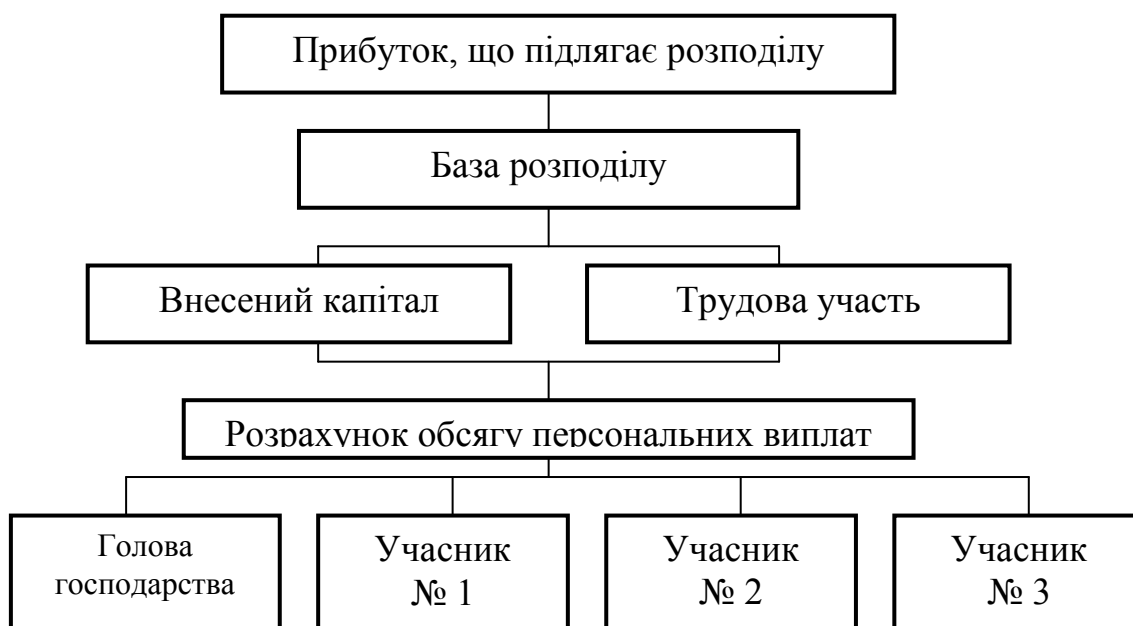 Прибуток, що підлягає розподілу
База розподілу
Внесений капітал
Трудова участь
Розрахунок обсягу персональних виплат
Голова
господарства
Учасник
№ 1
Учасник
№ 2
Учасник
№ 3